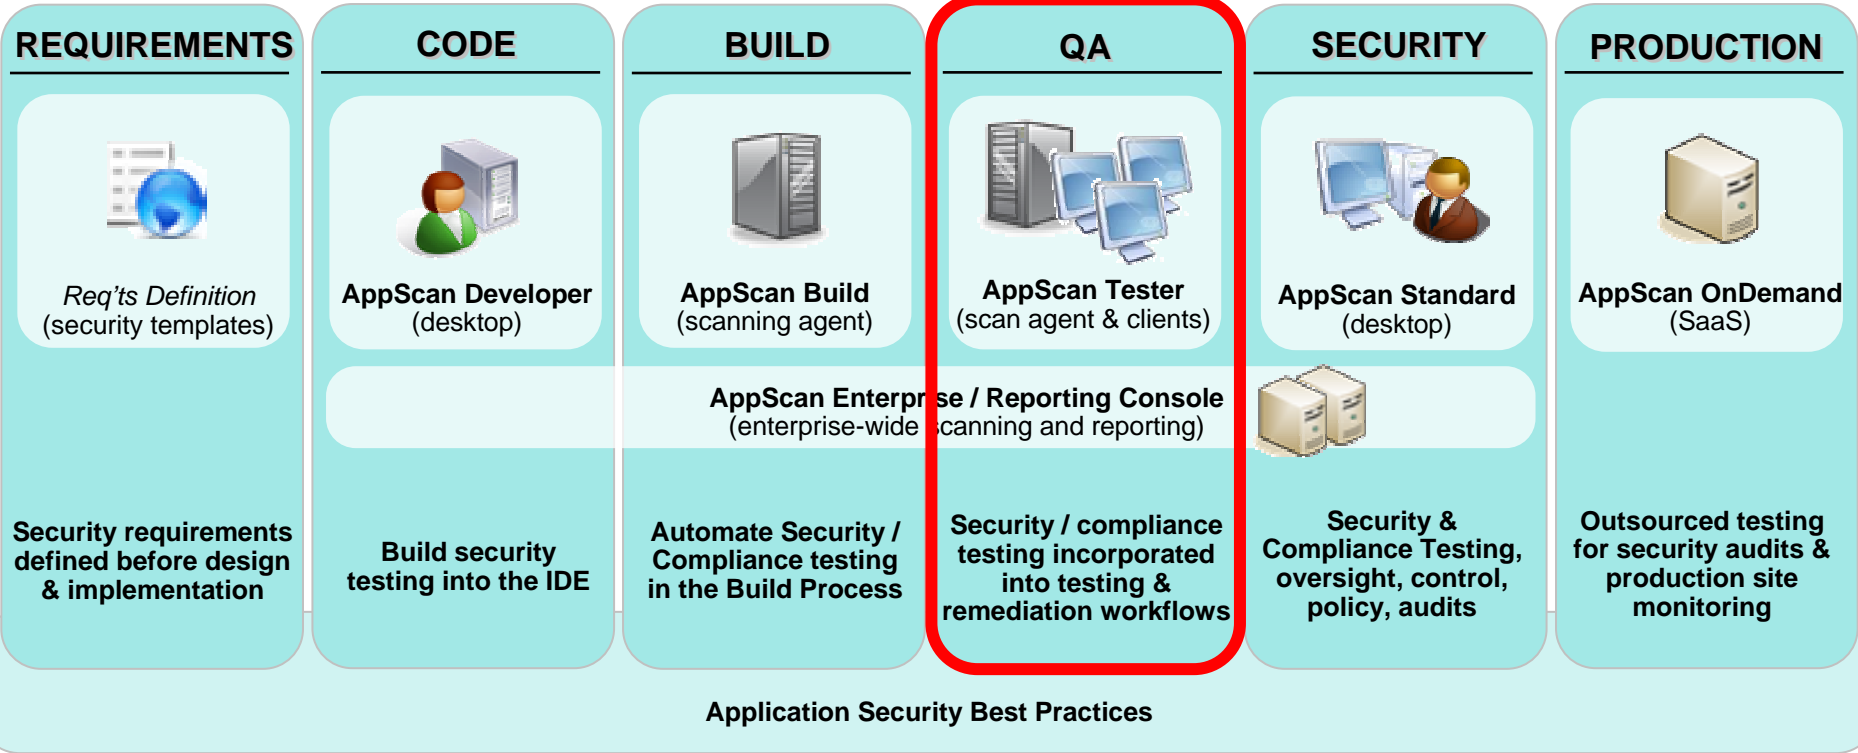 REQUIREMENTS
Req'ts Definition
(security templates)
Security requirements
defined before design
& implementation
CODE
AppScan Developer
(desktop)
Build security
testing into the IDE
BUILD
AppScan Build
(scanning agent)
Automate Security /
Compliance testing
in the Build Process
QA
AppScan Tester
(scan agent & clients)
Security / compliance
testing incorporated
into testing &
remediation workflows
SECURITY
AppScan Standard
(desktop)
Security &
Compliance Testing,
oversight, control,
policy, audits
PRODUCTION
AppScan OnDemand
(SaaS)
Outsourced testing
for security audits &
production site
monitoring
AppScan Enterprise / Reporting Console
(enterprise-wide scanning and reporting)
Application Security Best Practices